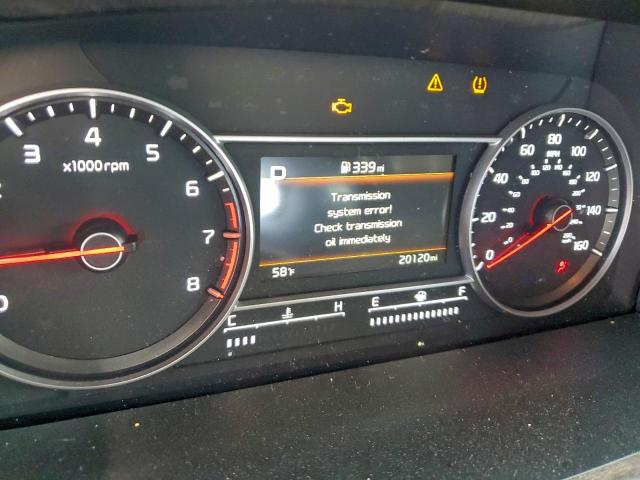 3 4 5 6 7 8 0
x1000rpm
P 339mi
Transmission
system error!
Check transmission
oil immediately
58°F 20120mi
C H
E F
0 20 40 60 80 100 120 140 160
MPH